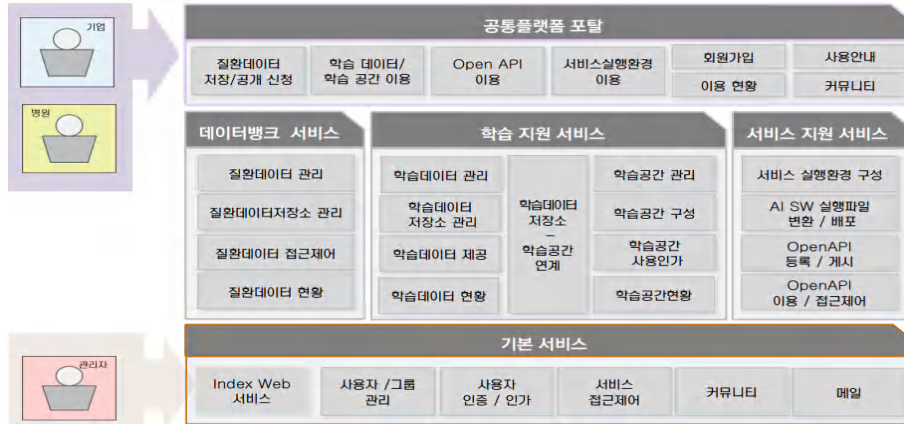 기업
병원
공통플랫폼 포탈
질환데이터
저장/공개 신청
학습 데이터/
학습 공간 이용
Open API
이용
서비스실행환경
이용
회원가입
사용안내
이용 현황
커뮤니티
데이터뱅크 서비스
질환데이터 관리
질환데이터저장소 관리
질환데이터 접근제어
질환데이터 현황
학습 지원 서비스
학습데이터 관리
학습데이터
저장소 관리
학습데이터 제공
학습데이터 현황
학습데이터
저장소
–
학습공간
연계
학습공간 관리
학습공간 구성
학습공간
사용인가
학습공간현황
서비스 지원 서비스
서비스 실행환경 구성
AI SW 실행파일
변환 / 배포
OpenAPI
등록 / 게시
OpenAPI
이용 / 접근제어
관리자
기본 서비스
Index Web
서비스
사용자 /그룹
관리
사용자
인증 / 인가
서비스
접근제어
커뮤니티
메일